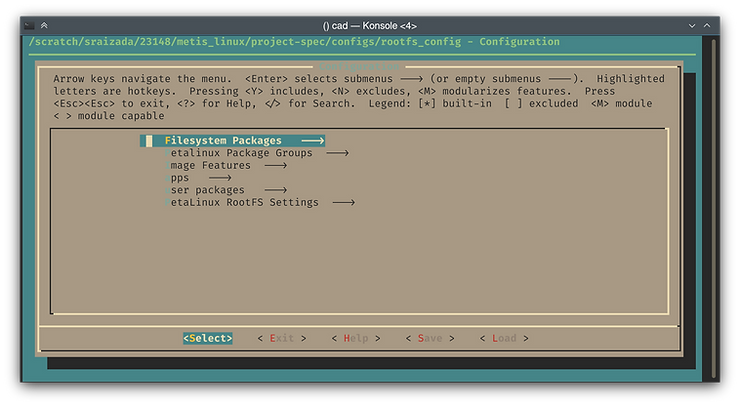 () cad — Konsole <4>
/scratch/sraizada/23148/metis_linux/project-spec/configs/rootfs_config - Configuration
Arrow keys navigate the menu.  <Enter> selects submenus ---> (or empty submenus ----).  Highlighted
letters are hotkeys.  Pressing <Y> includes, <N> excludes, <M> modularizes features.  Press
<Esc><Esc> to exit, <?> for Help, </> for Search.  Legend: [*] built-in  [ ] excluded  <M> module
< > module capable
Filesystem Packages  --->
etalinux Package Groups  --->
mage Features  --->
pps  --->
ser packages  --->
etaLinux RootFS Settings  --->
<Select>    < Exit >    < Help >    < Save >    < Load >